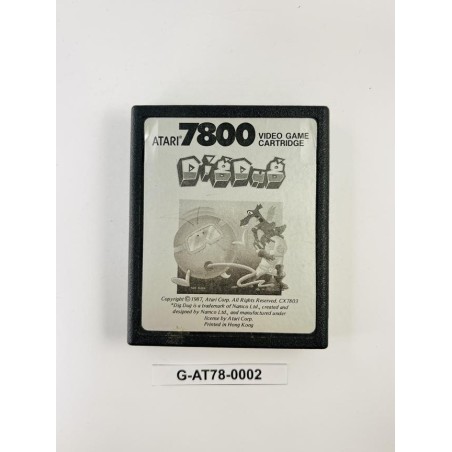 ATARI 7800 VIDEO GAME
CARTRIDGE
DIG DUG
Copyright © 1987, Atari Corp. All Rights Reserved, CX7803
"Dig Dug is a trademark of Namco Ltd., created and
designed by Namco Ltd., and manufactured under
license by Atari Corp.
Printed in Hong Kong
G-AT78-0002